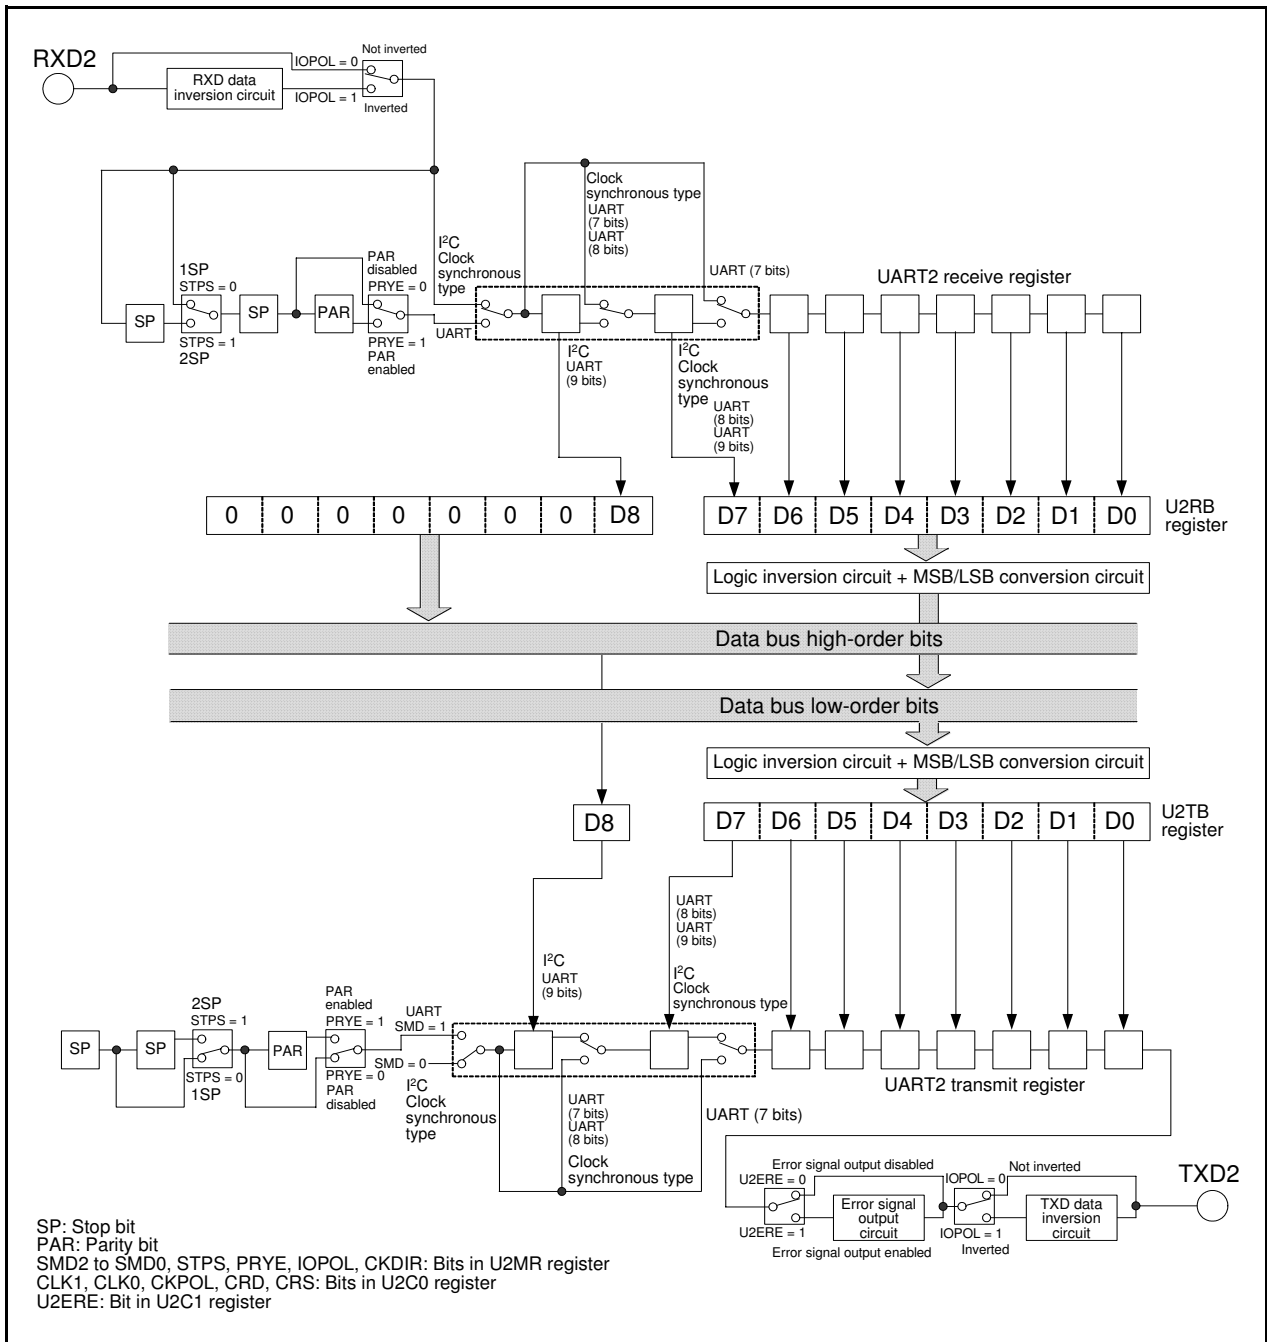 RXD2
Not inverted
IOPOL = 0
RXD data
inversion circuit
IOPOL = 1
Inverted
Clock
synchronous type
UART
(7 bits)
UART
(8 bits)
I²C
Clock
synchronous
type
PAR
disabled
PRYE = 0
1SP
STPS = 0
UART (7 bits)
UART2 receive register
SP
SP
PAR
UART
STPS = 1
2SP
PRYE = 1
PAR
enabled
I²C
UART
(9 bits)
I²C
Clock
synchronous
type
UART
(8 bits)
UART
(9 bits)
0 0 0 0 0 0 0 D8
D7 D6 D5 D4 D3 D2 D1 D0
U2RB
register
Logic inversion circuit + MSB/LSB conversion circuit
Data bus high-order bits
Data bus low-order bits
Logic inversion circuit + MSB/LSB conversion circuit
D8
D7 D6 D5 D4 D3 D2 D1 D0
U2TB
register
UART
(8 bits)
UART
(9 bits)
I²C
UART
(9 bits)
I²C
Clock
synchronous type
2SP
STPS = 1
PAR
enabled
PRYE = 1
UART
SMD = 1
SP
SP
PAR
SMD = 0
STPS = 0
1SP
PRYE = 0
PAR
disabled
I²C
Clock
synchronous
type
UART
(7 bits)
UART
(8 bits)
Clock
synchronous type
UART (7 bits)
UART2 transmit register
Error signal output disabled
U2ERE = 0
IOPOL = 0
Not inverted
TXD2
Error signal
output
circuit
TXD data
inversion
circuit
U2ERE = 1
Error signal output enabled
IOPOL = 1
Inverted
SP: Stop bit
PAR: Parity bit
SMD2 to SMD0, STPS, PRYE, IOPOL, CKDIR: Bits in U2MR register
CLK1, CLK0, CKPOL, CRD, CRS: Bits in U2C0 register
U2ERE: Bit in U2C1 register